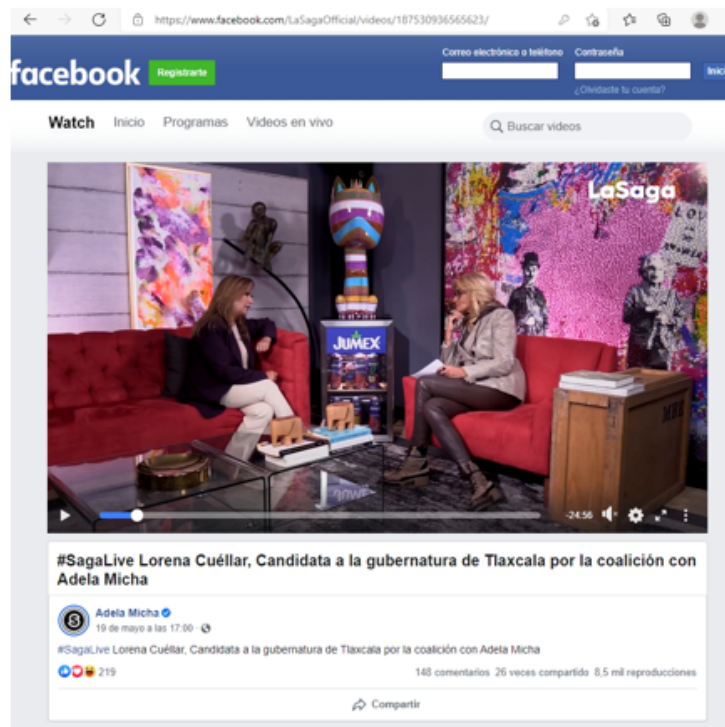 https://www.facebook.com/LaSagaOfficial/videos/187530936565623/
Correo electrónico o teléfono Contraseña
facebook Registrarte
¿Olvidaste tu cuenta?
Watch Inicio Programas Videos en vivo Buscar videos
LaSaga
LOV
JUMEX
-24:56
#SagaLive Lorena Cuéllar, Candidata a la gubernatura de Tlaxcala por la coalición con
Adela Micha
Adela Micha
19 de mayo a las 17:00 ·
#SagaLive Lorena Cuéllar, Candidata a la gubernatura de Tlaxcala por la coalición con Adela Micha
219 148 comentarios 26 veces compartido 8,5 mil reproducciones
Compartir